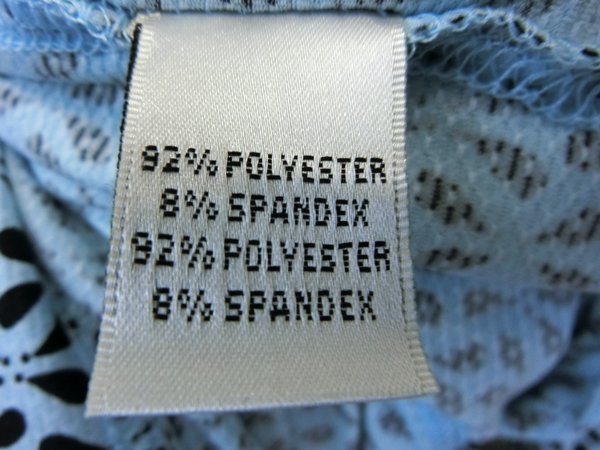 92% POLYESTER
8% SPANDEX
92% POLYESTER
8% SPANDEX